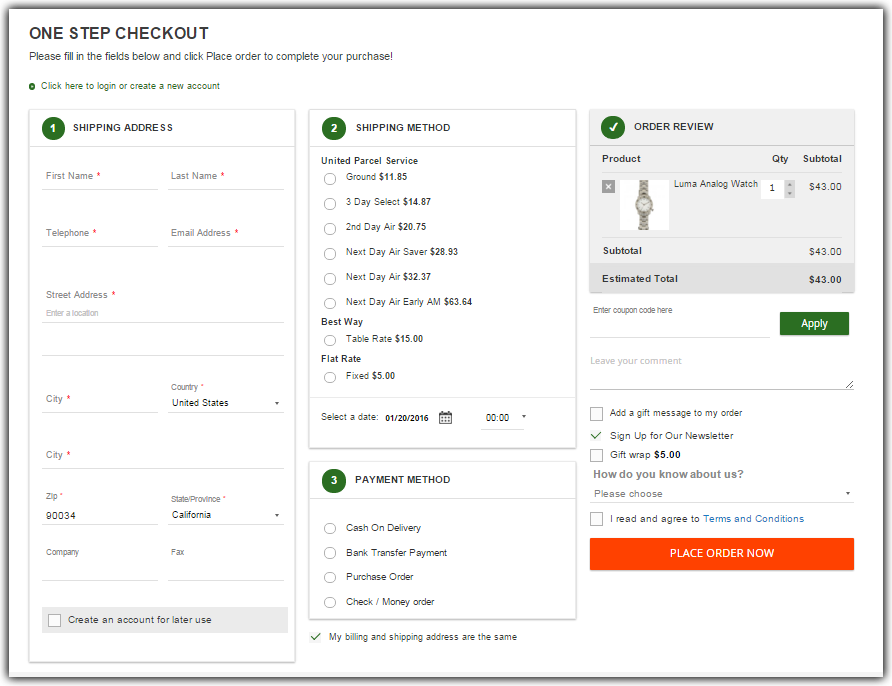 ONE STEP CHECKOUT
Please fill in the fields below and click Place order to complete your purchase!
Click here to login or create a new account
1 SHIPPING ADDRESS
First Name * Last Name *
Telephone * Email Address *
Street Address *
Enter a location
City * Country *
United States
City *
Zip * State/Province *
90034 California
Company Fax
Create an account for later use
2 SHIPPING METHOD
United Parcel Service
Ground $11.85
3 Day Select $14.87
2nd Day Air $20.75
Next Day Air Saver $28.93
Next Day Air $32.37
Next Day Air Early AM $63.64
Best Way
Table Rate $15.00
Flat Rate
Fixed $5.00
Select a date: 01/20/2016 00:00
3 PAYMENT METHOD
Cash On Delivery
Bank Transfer Payment
Purchase Order
Check / Money order
My billing and shipping address are the same
ORDER REVIEW
Product Qty Subtotal
Luma Analog Watch 1 $43.00
Subtotal $43.00
Estimated Total $43.00
Enter coupon code here
Apply
Leave your comment
Add a gift message to my order
Sign Up for Our Newsletter
Gift wrap $5.00
How do you know about us?
Please choose
I read and agree to Terms and Conditions
PLACE ORDER NOW